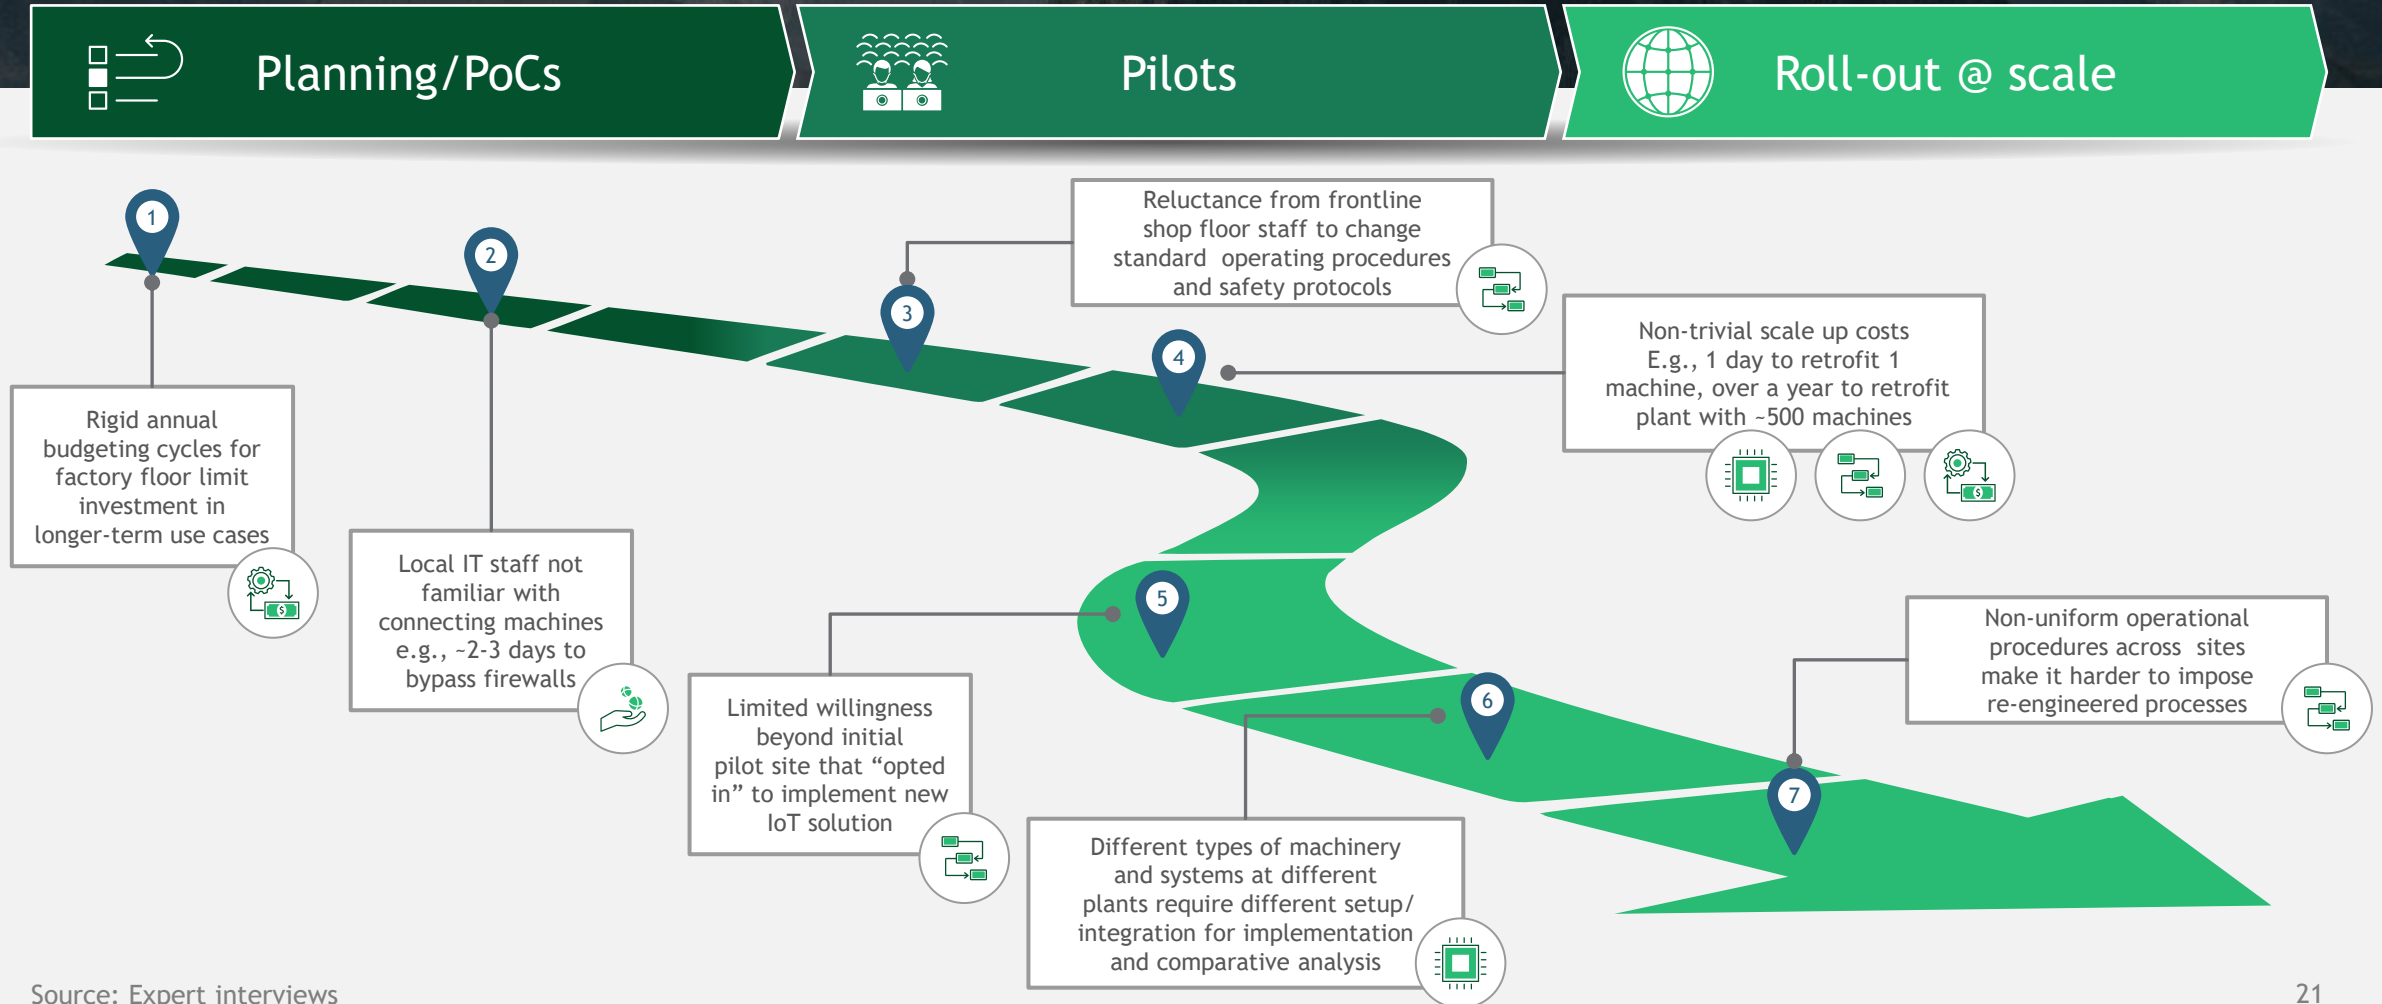 Planning/PoCs
Pilots
Roll-out @ scale
1
Rigid annual
budgeting cycles for
factory floor limit
investment in
longer-term use cases
2
Local IT staff not
familiar with
connecting machines
e.g., ~2-3 days to
bypass firewalls
3
Reluctance from frontline
shop floor staff to change
standard  operating procedures
and safety protocols
4
Non-trivial scale up costs
E.g., 1 day to retrofit 1
machine, over a year to retrofit
plant with ~500 machines
$
5
Limited willingness
beyond initial
pilot site that “opted
in” to implement new
IoT solution
6
Different types of machinery
and systems at different
plants require different setup/
integration for implementation
and comparative analysis
7
Non-uniform operational
procedures across  sites
make it harder to impose
re-engineered processes
$
Source: Expert interviews
21